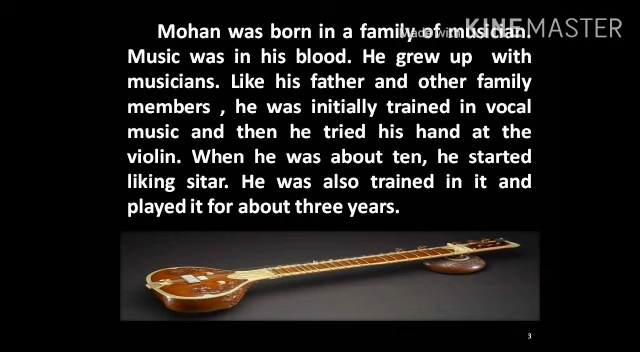 Mohan was born in a family of musician.
Made with KINEMASTER
Music was in his blood. He grew up with
musicians. Like his father and other family
members , he was initially trained in vocal
music and then he tried his hand at the
violin. When he was about ten, he started
liking sitar. He was also trained in it and
played it for about three years.
3